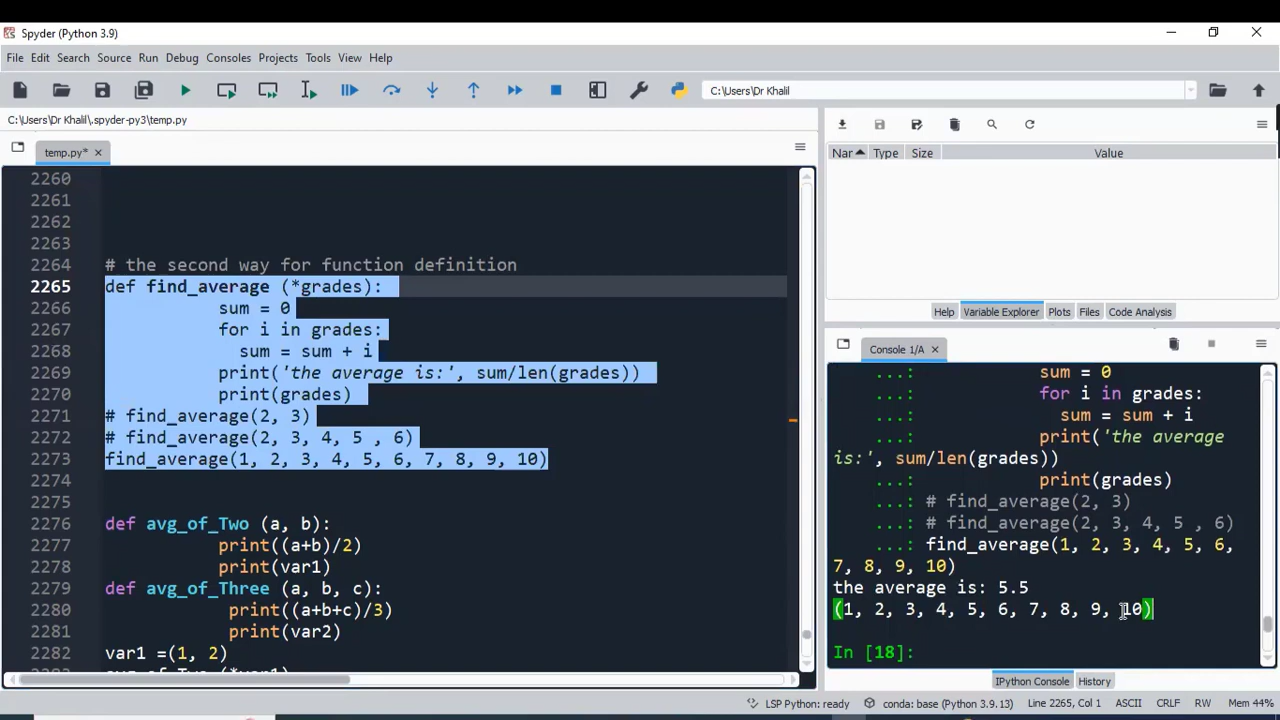 Spyder (Python 3.9)
File Edit Search Source Run Debug Consoles Projects Tools View Help
C:\Users\Dr Khalil
C:\Users\Dr Khalil\.spyder-py3\temp.py
temp.py*
2260
2261
2262
2263
2264 # the second way for function definition
2265 def find_average (*grades):
2266 sum = 0
2267 for i in grades:
2268 sum = sum + i
2269 print('the average is:', sum/len(grades))
2270 print(grades)
2271 # find_average(2, 3)
2272 # find_average(2, 3, 4, 5 , 6)
2273 find_average(1, 2, 3, 4, 5, 6, 7, 8, 9, 10)
2274
2275
2276 def avg_of_Two (a, b):
2277 print((a+b)/2)
2278 print(var1)
2279 def avg_of_Three (a, b, c):
2280 print((a+b+c)/3)
2281 print(var2)
2282 var1 =(1, 2)
Nar Type Size Value
Help Variable Explorer Plots Files Code Analysis
Console 1/A
...: sum = 0
...: for i in grades:
...: sum = sum + i
...: print('the average
is:', sum/len(grades))
...: print(grades)
...: # find_average(2, 3)
...: # find_average(2, 3, 4, 5 , 6)
...: find_average(1, 2, 3, 4, 5, 6,
7, 8, 9, 10)
the average is: 5.5
(1, 2, 3, 4, 5, 6, 7, 8, 9, 10)
In [18]:
IPython Console History
LSP Python: ready conda: base (Python 3.9.13) Line 2265, Col 1 ASCII CRLF RW Mem 44%